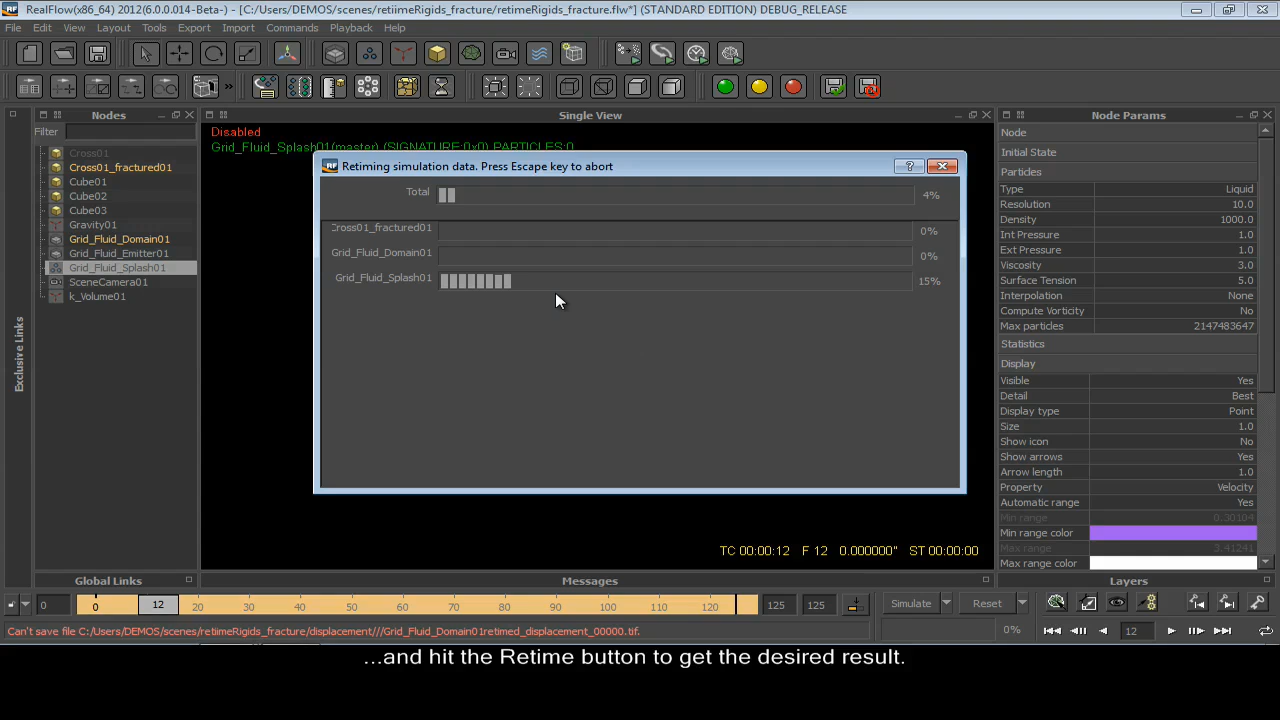 RealFlow(x86_64) 2012(6.0.0.014-Beta-) - [C:/Users/DEMOS/scenes/retiimeRigids_fracture/retimeRigids_fracture.flw*] (STANDARD EDITION) DEBUG_RELEASE
File Edit View Layout Tools Export Import Commands Playback Help
Nodes
Filter
Cross01
Cross01_fractured01
Cube01
Cube02
Cube03
Gravity01
Grid_Fluid_Domain01
Grid_Fluid_Emitter01
Grid_Fluid_Splash01
SceneCamera01
k_Volume01
Exclusive Links
Global Links
Single View
Disabled
Grid_Fluid_Splash01(master) (SIGNATURE:0x0) PARTICLES:0
RF Retiming simulation data. Press Escape key to abort
Total 4%
Cross01_fractured01 0%
Grid_Fluid_Domain01 0%
Grid_Fluid_Splash01 15%
TC 00:00:12 F 12 0.000000" ST 00:00:00
Messages
Node Params
Node
Initial State
Particles
Type Liquid
Resolution 10.0
Density 1000.0
Int Pressure 1.0
Ext Pressure 1.0
Viscosity 3.0
Surface Tension 5.0
Interpolation None
Compute Vorticity No
Max particles 2147483647
Statistics
Display
Visible Yes
Detail Best
Display type Point
Size 1.0
Show icon No
Show arrows Yes
Arrow length 1.0
Property Velocity
Automatic range Yes
Min range 0.30104
Min range color
Max range 3.41241
Max range color
Layers
0 0 12 20 30 40 50 60 70 80 90 100 110 120 125 125
Simulate Reset
0% 12
Can't save file C:/Users/DEMOS/scenes/retiimeRigids_fracture/displacement///Grid_Fluid_Domain01retimed_displacement_00000.tif.
...and hit the Retime button to get the desired result.